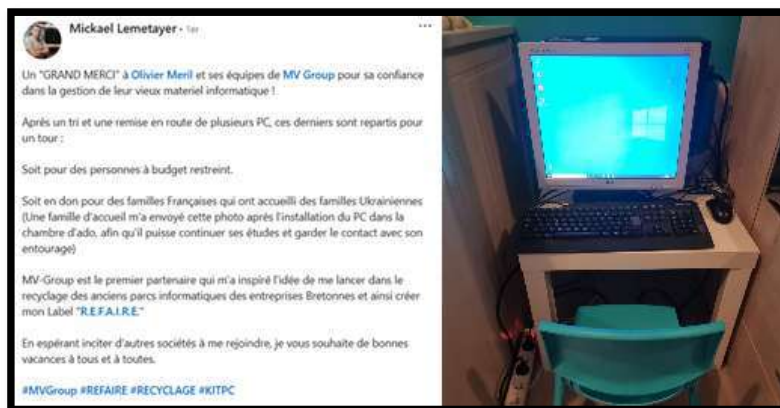 Mickael Lemetayer •
Un "GRAND MERCI" à Olivier Meril et ses équipes de MV Group pour sa confiance
dans la gestion de leur vieux materiel informatique !
Après un tri et une remise en route de plusieurs PC, ces derniers sont repartis pour
un tour :
Soit pour des personnes à budget restreint.
Soit en don pour des familles Françaises qui ont accueilli des familles Ukrainiennes
(Une famille d'accueil m'a envoyé cette photo après l'installation du PC dans la
chambre d'ado, afin qu'il puisse continuer ses études et garder le contact avec son
entourage)
MV-Group est le premier partenaire qui m'a inspiré l'idée de me lancer dans le
recyclage des anciens parcs informatiques des entreprises Bretonnes et ainsi créer
mon Label "R.E.F.A.I.R.E."
En espérant inciter d'autres sociétés à me rejoindre, je vous souhaite de bonnes
vacances à tous et à toutes.
#MVGroup #REFAIRE #RECYCLAGE #KITPC